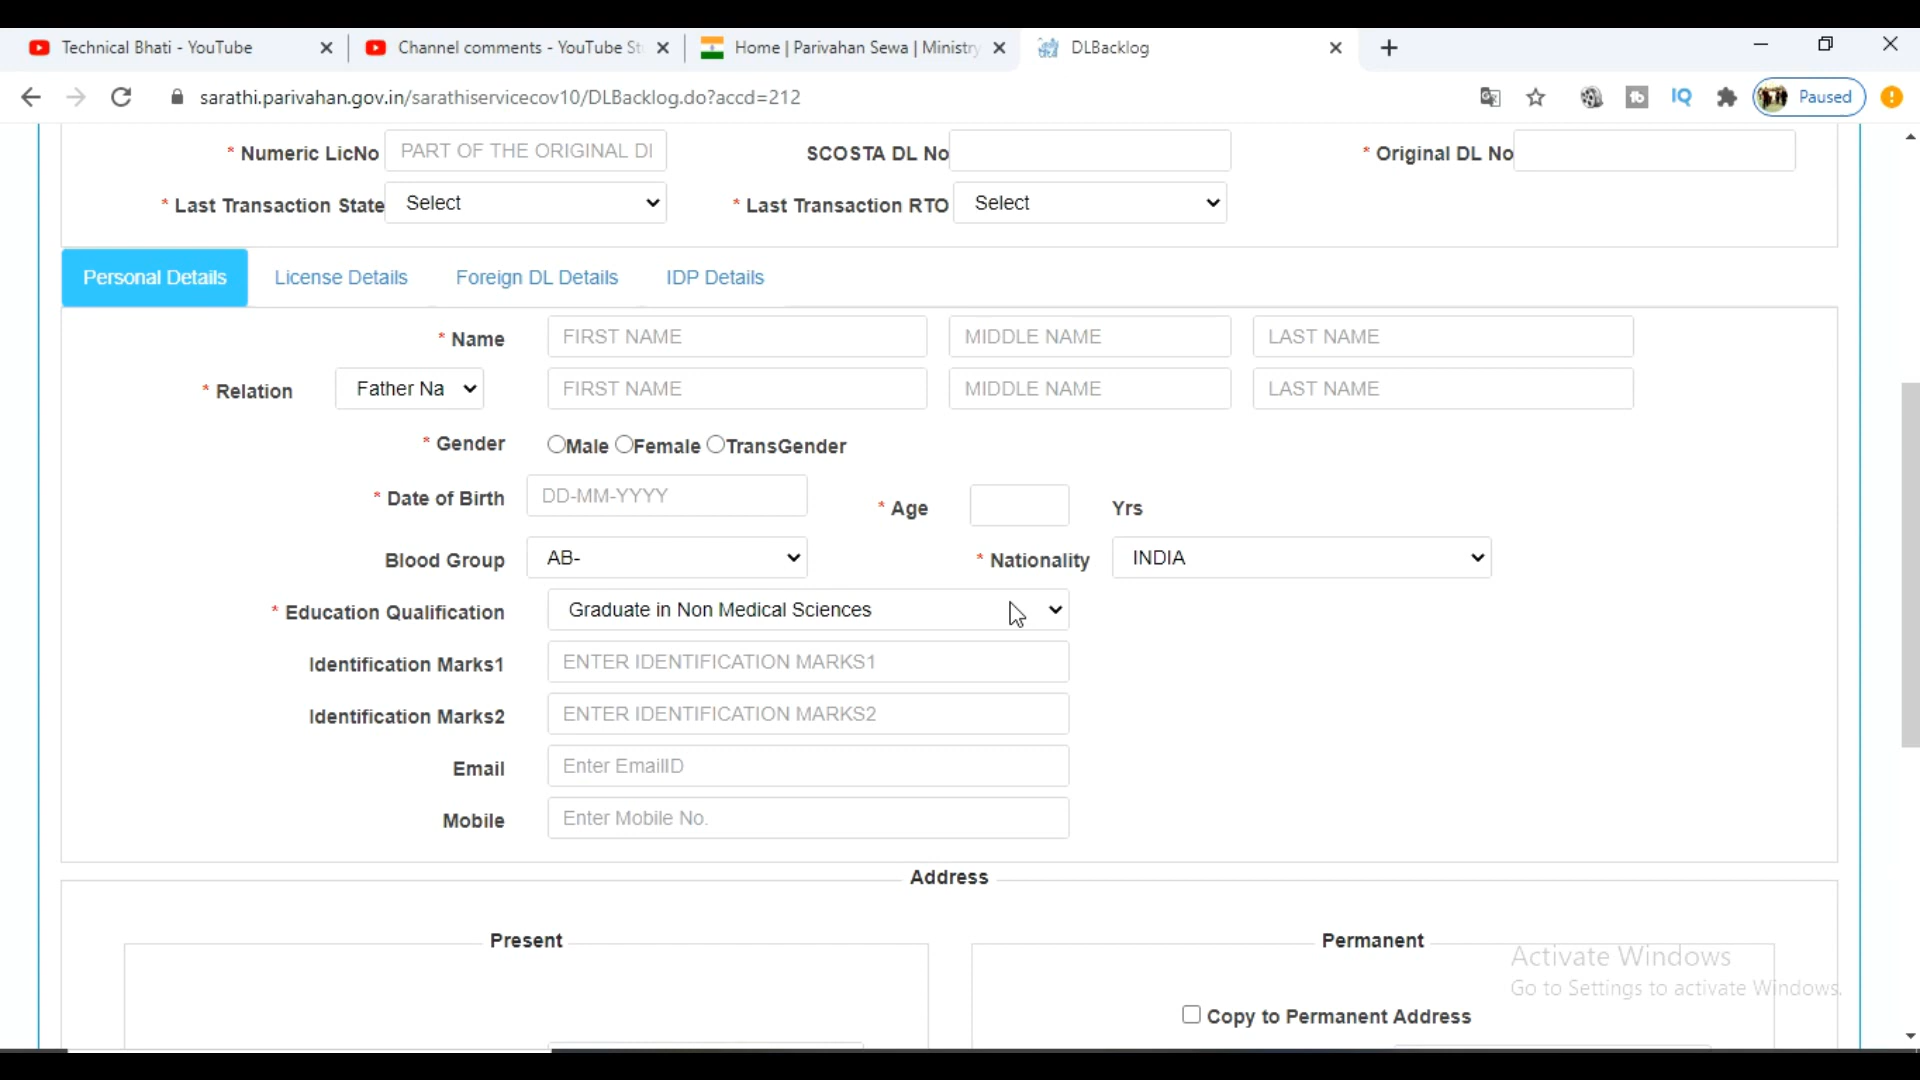 Technical Bhati - YouTube
Channel comments - YouTube St
Home | Parivahan Sewa | Ministry
DLBacklog
sarathi.parivahan.gov.in/sarathiservicecov10/DLBacklog.do?accd=212
Paused
* Numeric LicNo PART OF THE ORIGINAL DI SCOSTA DL No * Original DL No
* Last Transaction State Select * Last Transaction RTO Select
Personal Details License Details Foreign DL Details IDP Details
* Name FIRST NAME MIDDLE NAME LAST NAME
* Relation Father Na FIRST NAME MIDDLE NAME LAST NAME
* Gender Male Female TransGender
* Date of Birth DD-MM-YYYY * Age Yrs
Blood Group AB- * Nationality INDIA
* Education Qualification Graduate in Non Medical Sciences
Identification Marks1 ENTER IDENTIFICATION MARKS1
Identification Marks2 ENTER IDENTIFICATION MARKS2
Email Enter EmailID
Mobile Enter Mobile No.
Address
Present Permanent
Activate Windows
Go to Settings to activate Windows.
Copy to Permanent Address